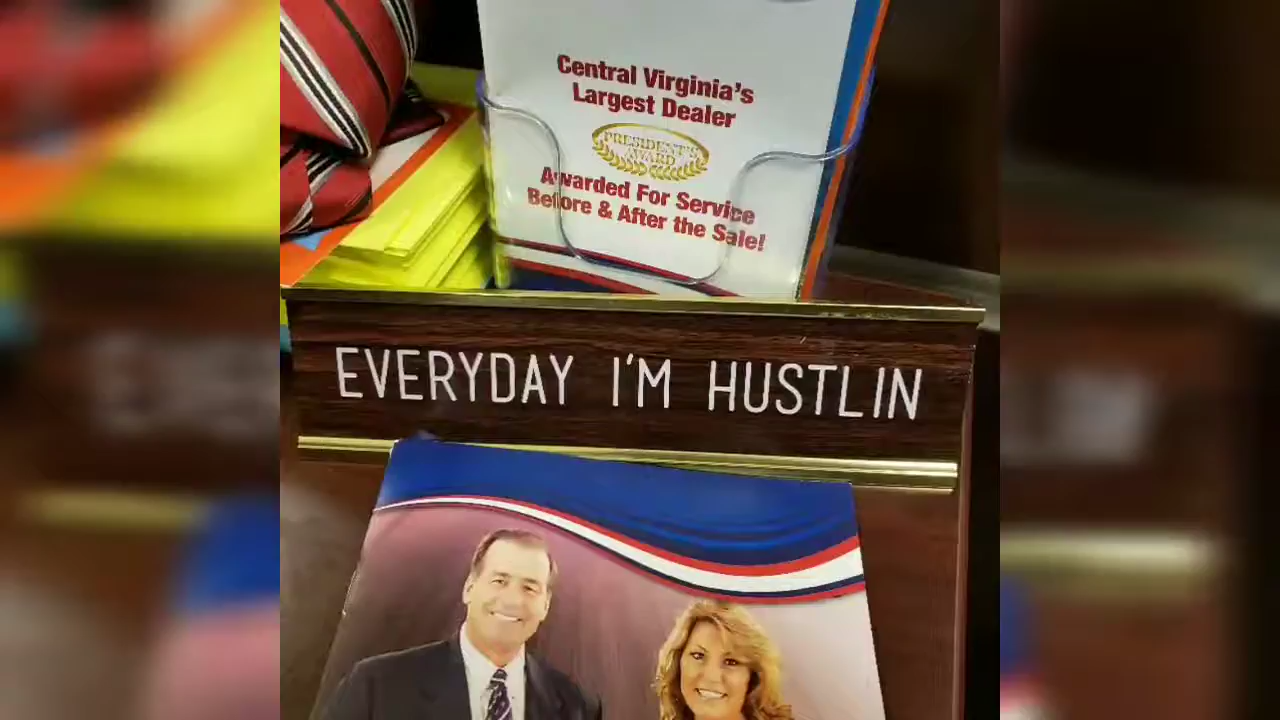 Central Virginia's
Largest Dealer
PRESIDENT'S
AWARD
Awarded For Service
Before & After the Sale!
EVERYDAY I'M HUSTLIN